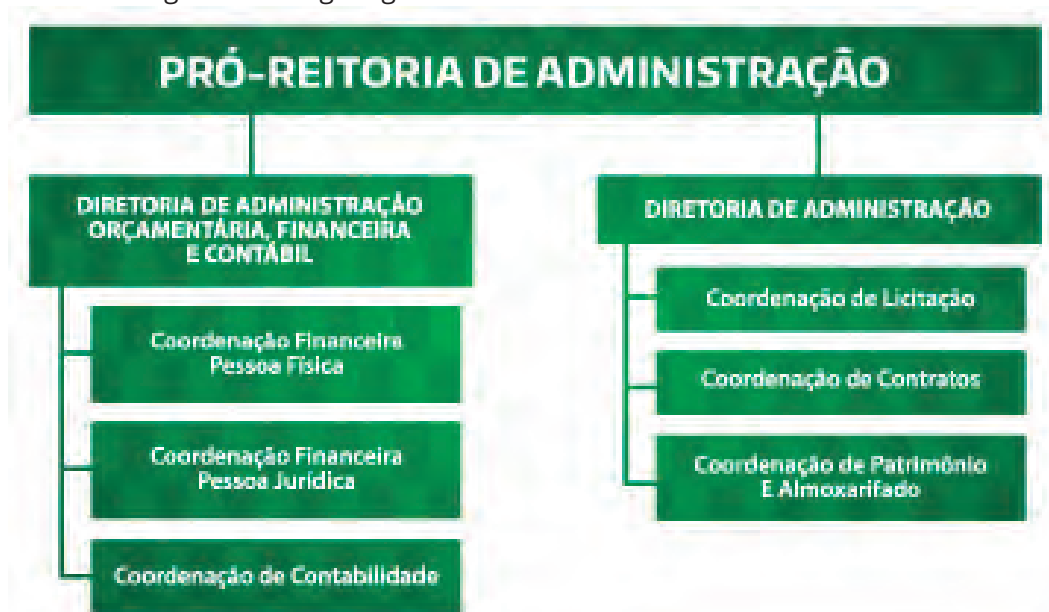 PRÓ-REITORIA DE ADMINISTRAÇÃO
DIRETORIA DE ADMINISTRAÇÃO
ORÇAMENTÁRIA, FINANCEIRA
E CONTÁBIL
Coordenação Financeira
Pessoa Física
Coordenação Financeira
Pessoa Jurídica
Coordenação de Contabilidade
DIRETORIA DE ADMINISTRAÇÃO
Coordenação de Licitação
Coordenação de Contratos
Coordenação de Patrimônio
E Almoxarifado